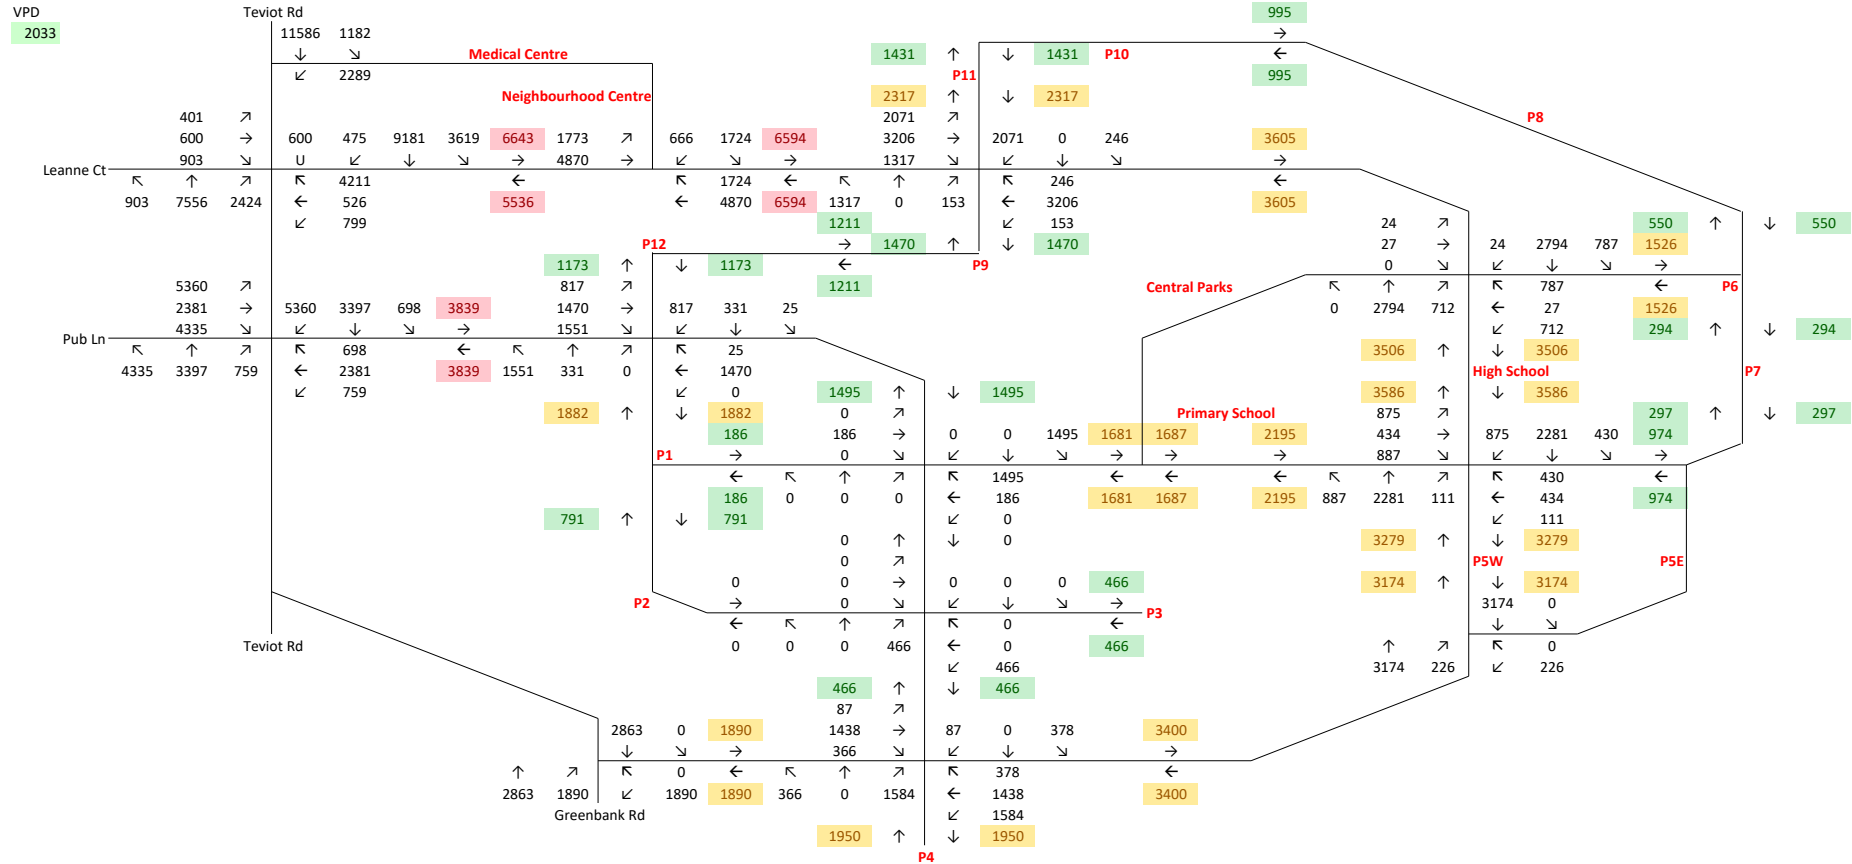 VPD Teviot Rd 995
2033 11586 1182 →
↓ ↘ Medical Centre 1431 ↑ ↓ 1431 P10 ←
↙ 2289 P11 995
Neighbourhood Centre 2317 ↑ ↓ 2317
401 ↗ 2071 ↗ P8
600 → 600 475 9181 3619 6643 1773 ↗ 666 1724 6594 3206 → 2071 0 246 3605
903 ↘ U ↙ ↓ ↘ → 4870 → ↙ ↘ → 1317 ↘ ↙ ↓ ↘ →
Leanne Ct ↖ ↑ ↗ ↖ 4211 ← ↖ 1724 ← ↖ ↑ ↗ ↖ 246 ←
903 7556 2424 ← 526 5536 ← 4870 6594 1317 0 153 ← 3206 3605
↙ 799 1211 ↙ 153 24 ↗ 550 ↑ ↓ 550
P12 → 1470 ↑ ↓ 1470 27 → 24 2794 787 1526
1173 ↑ ↓ 1173 ← P9 0 ↘ ↙ ↓ ↘ →
5360 ↗ 817 ↗ 1211 Central Parks ↖ ↑ ↗ ↖ 787 ← P6
2381 → 5360 3397 698 3839 1470 → 817 331 25 0 2794 712 ← 27 1526
4335 ↘ ↙ ↓ ↘ → 1551 ↘ ↙ ↓ ↘ ↙ 712 294 ↑ ↓ 294
Pub Ln ↖ ↑ ↗ ↖ 698 ← ↖ ↑ ↗ ↖ 25 3506 ↑ ↓ 3506
4335 3397 759 ← 2381 3839 1551 331 0 ← 1470 High School P7
↙ 759 ↙ 0 1495 ↑ ↓ 1495 3586 ↑ ↓ 3586
1882 ↑ ↓ 1882 0 ↗ Primary School 875 ↗ 297 ↑ ↓ 297
186 186 → 0 0 1495 1681 1687 2195 434 → 875 2281 430 974
P1 → 0 ↘ ↙ ↓ ↘ → → → 887 ↘ ↙ ↓ ↘ →
← ↖ ↑ ↗ ↖ 1495 ← ← ← ↖ ↑ ↗ ↖ 430 ←
186 0 0 0 ← 186 1681 1687 2195 887 2281 111 ← 434 974
791 ↑ ↓ 791 ↙ 0 ↙ 111
0 ↑ ↓ 0 3279 ↑ ↓ 3279
0 ↗ P5W P5E
0 0 → 0 0 0 466 3174 ↑ ↓ 3174
P2 → 0 ↘ ↙ ↓ ↘ → P3 3174 0
← ↖ ↑ ↗ ↖ 0 ← ↓ ↘
Teviot Rd 0 0 0 466 ← 0 466 ↑ ↗ ↖ 0
↙ 466 3174 226 ↙ 226
466 ↑ ↓ 466
87 ↗
2863 0 1890 1438 → 87 0 378 3400
↓ ↘ → 366 ↘ ↙ ↓ ↘ →
↑ ↗ ↖ 0 ← ↖ ↑ ↗ ↖ 378 ←
2863 1890 ↙ 1890 1890 366 0 1584 ← 1438 3400
Greenbank Rd ↙ 1584
1950 ↑ ↓ 1950
P4